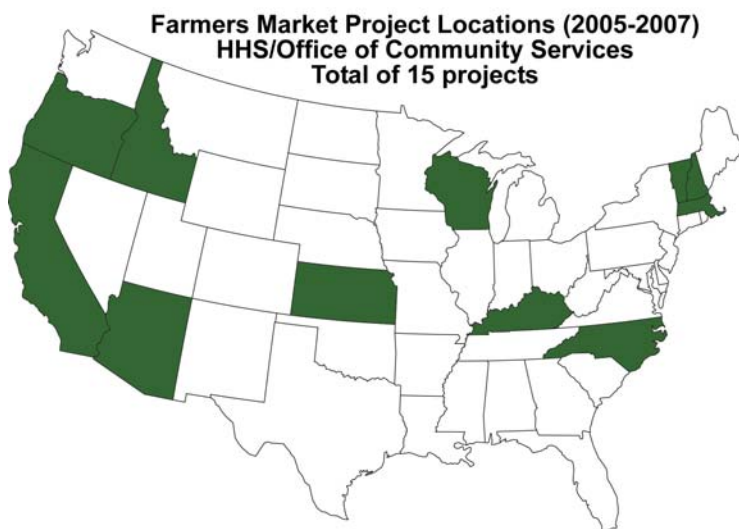 Farmers Market Project Locations (2005-2007)
HHS/Office of Community Services
Total of 15 projects